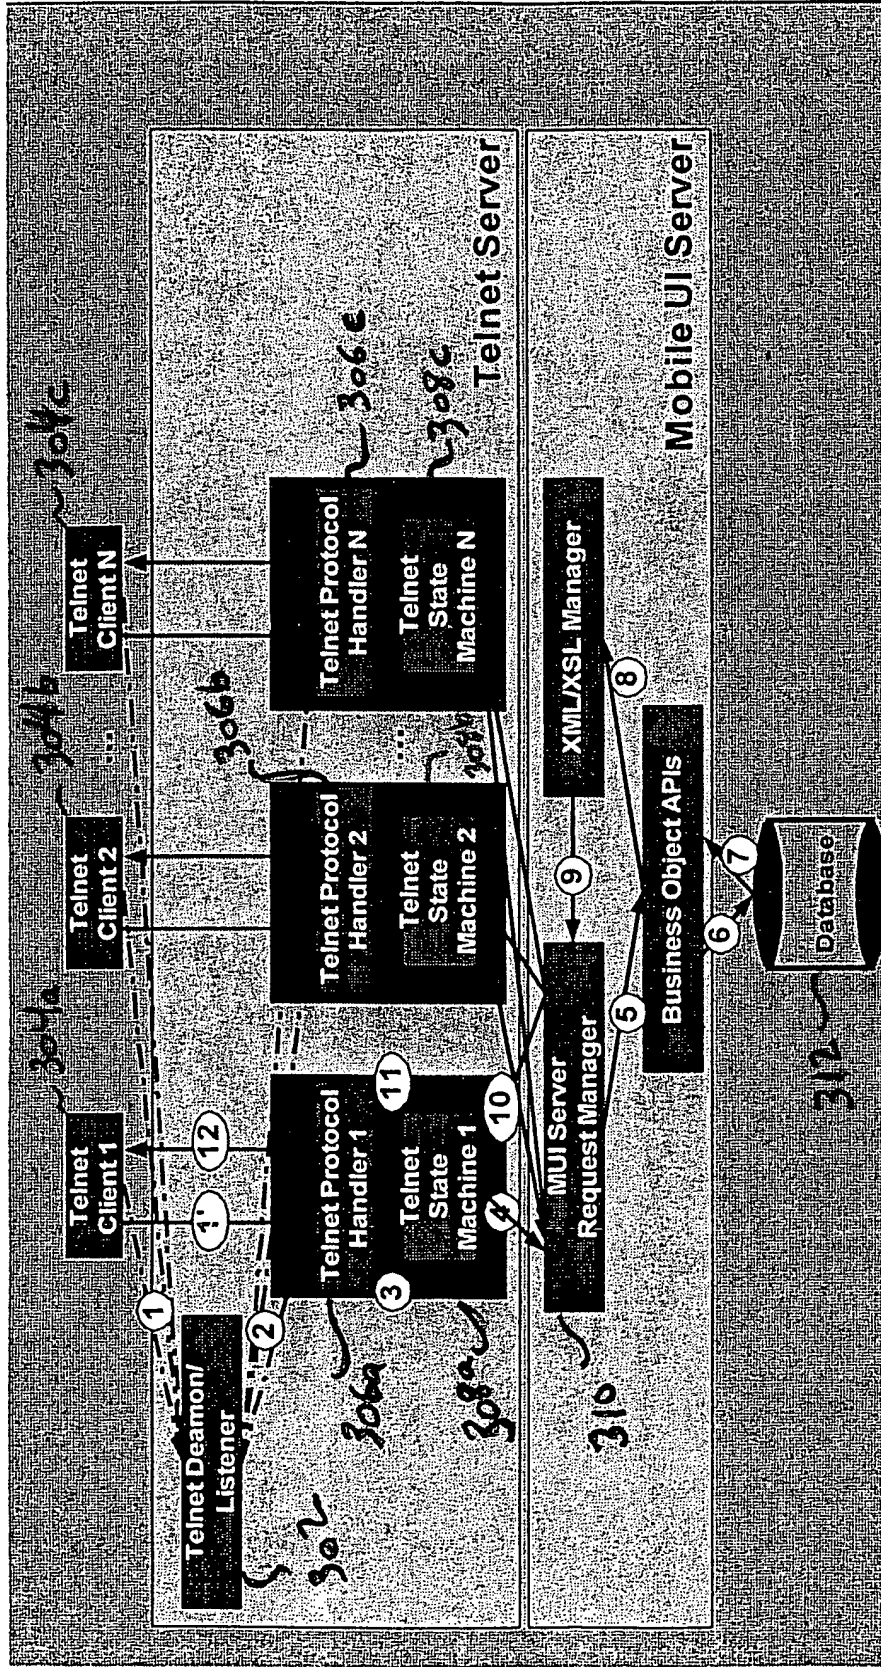 304a
304b
304c
Telnet
Client 1
Telnet
Client 2
...
Telnet
Client N
1
Telnet Deamon/
Listener
302
1'
12
2
306b
Telnet Protocol
Handler 1
Telnet
State
Machine 1
3
11
Telnet Protocol
Handler 2
Telnet
State
Machine 2
...
Telnet Protocol
Handler N
Telnet
State
Machine N
306a
308a
308b
306c
308c
Telnet Server
4
10
MUI Server
Request Manager
310
9
XML/XSL Manager
5
8
Business Object APIs
Mobile UI Server
6
7
Database
312